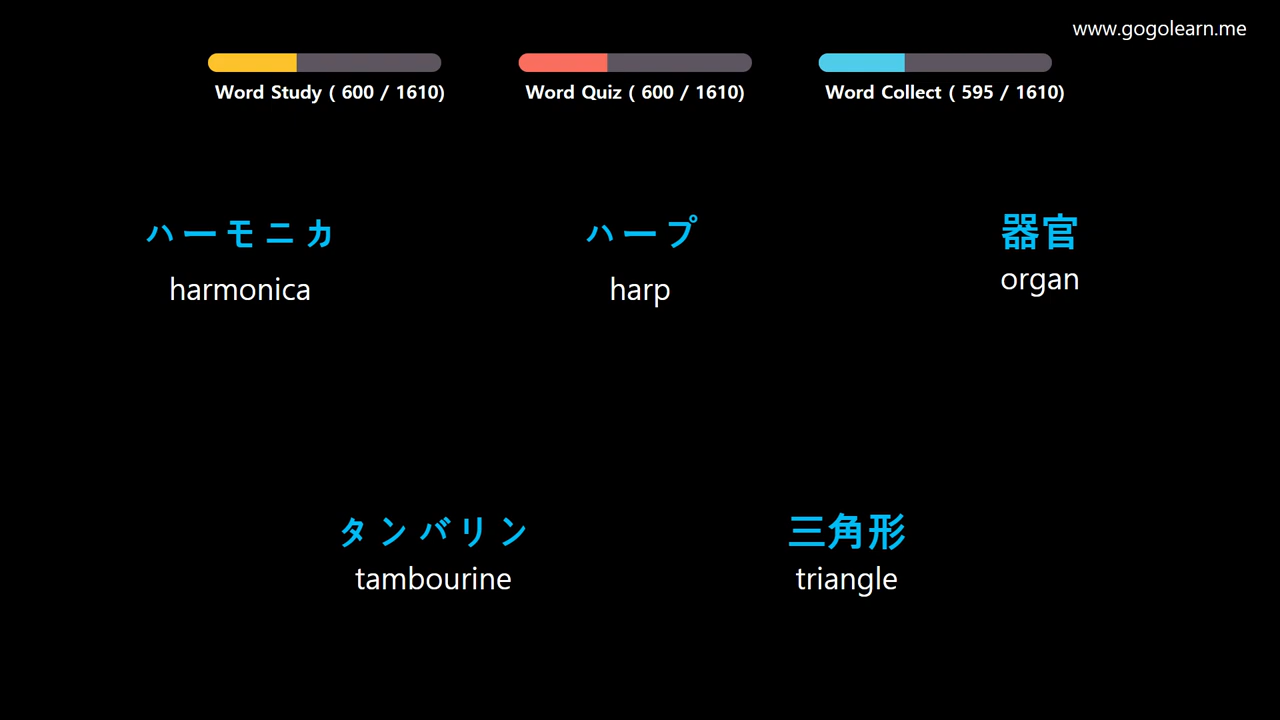 www.gogolearn.me
Word Study ( 600 / 1610)
Word Quiz ( 600 / 1610)
Word Collect ( 595 / 1610)
ハーモニカ
harmonica
ハープ
harp
器官
organ
タンバリン
tambourine
三角形
triangle